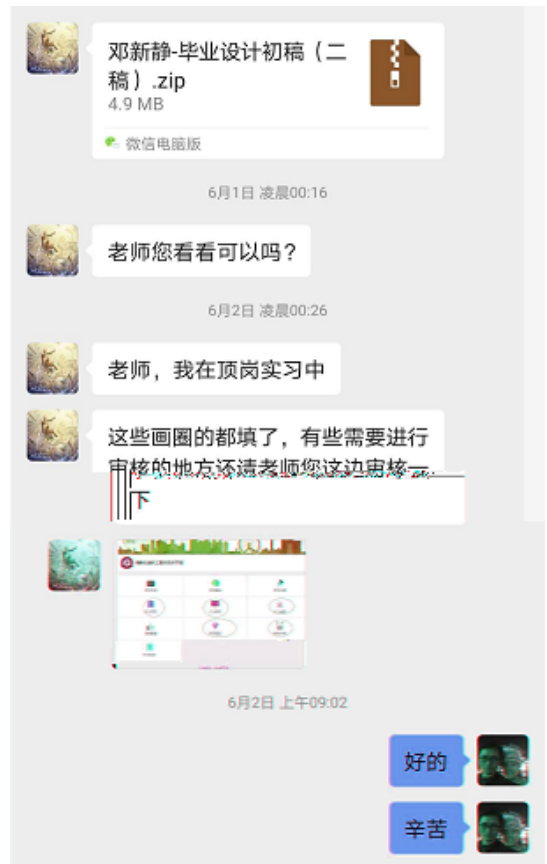 邓新静-毕业设计初稿（二
稿）.zip
4.9 MB
微信电脑版
6月1日 凌晨00:16
老师您看看可以吗？
6月2日 凌晨00:26
老师，我在顶岗实习中
这些画圈的都填了，有些需要进行
审核的地方还请老师您这边审核一
下
6月2日 上午09:02
好的
辛苦